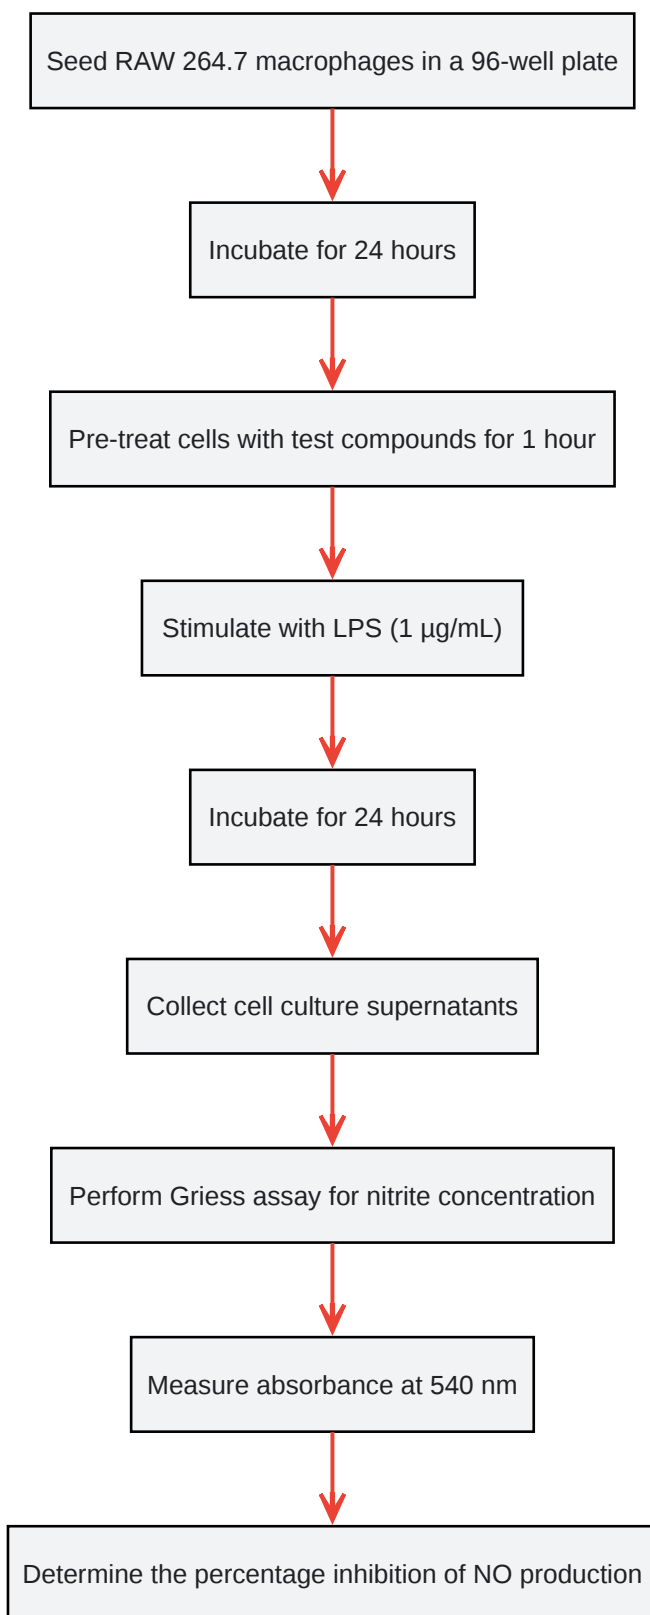 Seed RAW 264.7 macrophages in a 96-well plate
Incubate for 24 hours
Pre-treat cells with test compounds for 1 hour
Stimulate with LPS (1 µg/mL)
Incubate for 24 hours
Collect cell culture supernatants
Perform Griess assay for nitrite concentration
Measure absorbance at 540 nm
Determine the percentage inhibition of NO production